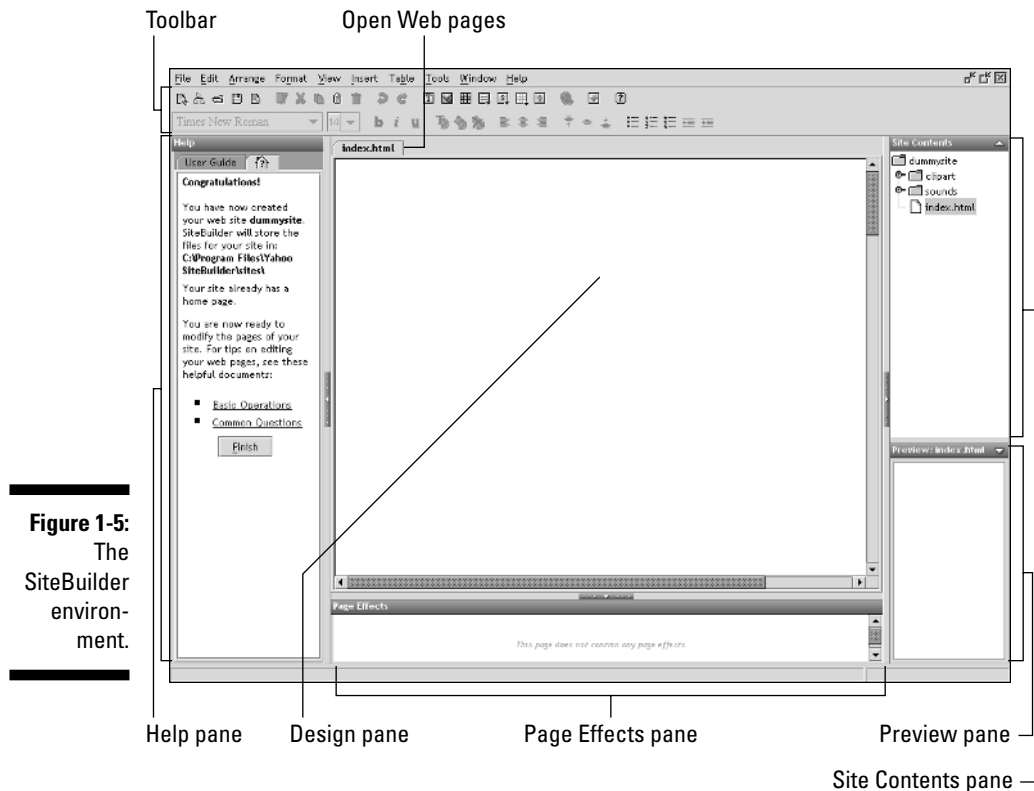 Toolbar
Open Web pages
File Edit Arrange Format View Insert Table Tools Window Help
Times New Roman
14
b i u
Help
User Guide
Congratulations!
You have now created
your web site dummysite.
SiteBuilder will store the
files for your site in:
C:\Program Files\Yahoo
SiteBuilder\sites\
Your site already has a
home page.
You are now ready to
modify the pages of your
site. For tips on editing
your web pages, see these
helpful documents:
Basic Operations
Common Questions
Finish
index.html
Page Effects
This page does not contain any page effects
Site Contents
dummysite
clipart
sounds
index.html
Preview: index.html
Figure 1-5:
The
SiteBuilder
environ-
ment.
Help pane
Design pane
Page Effects pane
Preview pane
Site Contents pane